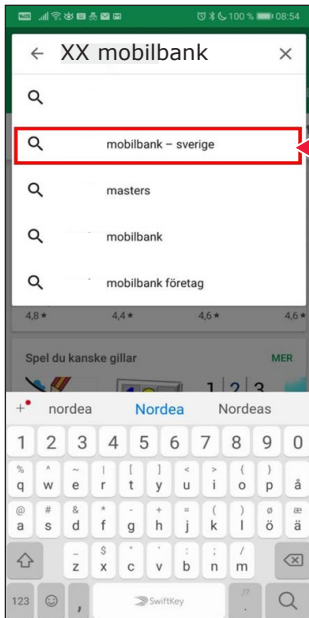 100 % 08:54
XX mobilbank
mobilbank – sverige
masters
mobilbank
mobilbank företag
4,8★ 4,4★ 4,6★ 4,6★
Spel du kanske gillar MER
1 2 3
+ nordea Nordea Nordeas
1 2 3 4 5 6 7 8 9 0
% ^ ~ | [ ] < > { }
q w e r t y u i o p å
@ # & * - + = ( ) ö æ
a s d f g h j k l ö ä
_ $ " ' : ; /
z x c v b n m
123 , SwiftKey .